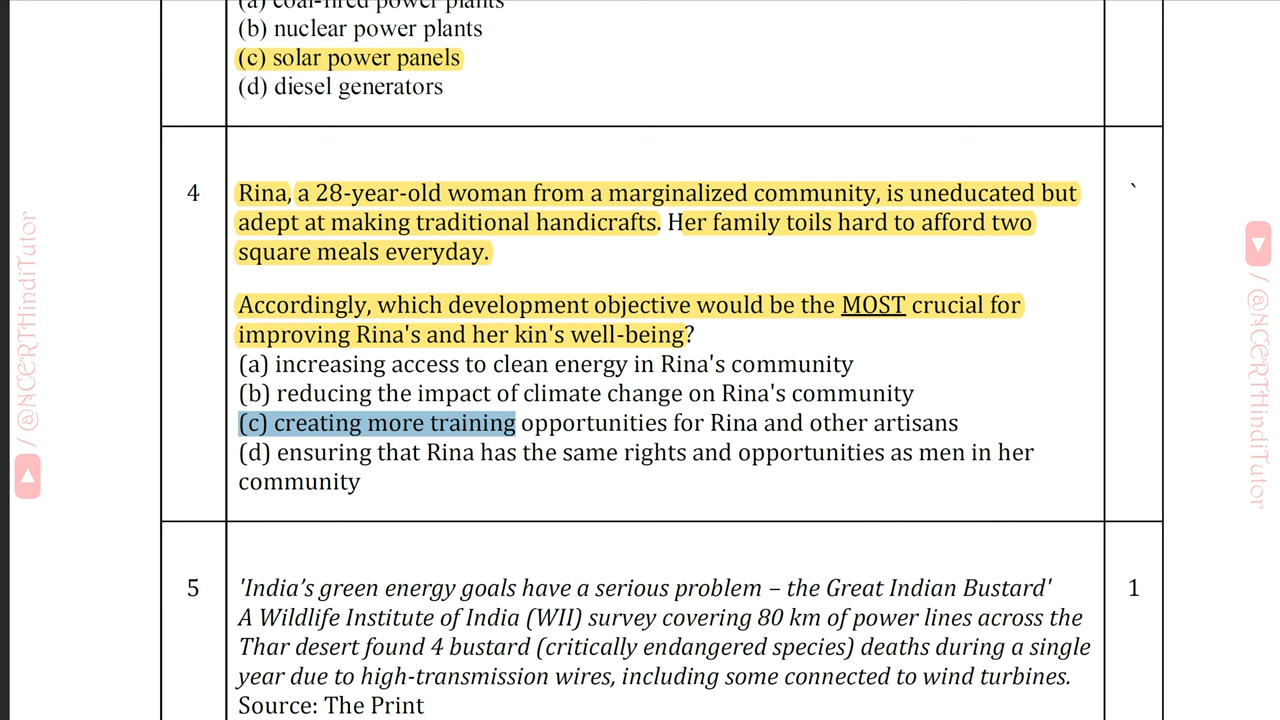 (a) coal-fired power plants
(b) nuclear power plants
(c) solar power panels
(d) diesel generators
4
Rina, a 28-year-old woman from a marginalized community, is uneducated but
adept at making traditional handicrafts. Her family toils hard to afford two
square meals everyday.
`
Accordingly, which development objective would be the MOST crucial for
improving Rina's and her kin's well-being?
(a) increasing access to clean energy in Rina's community
(b) reducing the impact of climate change on Rina's community
(c) creating more training opportunities for Rina and other artisans
(d) ensuring that Rina has the same rights and opportunities as men in her
community
5
'India’s green energy goals have a serious problem – the Great Indian Bustard'
1
A Wildlife Institute of India (WII) survey covering 80 km of power lines across the
Thar desert found 4 bustard (critically endangered species) deaths during a single
year due to high-transmission wires, including some connected to wind turbines.
Source: The Print
/ @NCERTHindiTutor
/ @NCERTHindiTutor